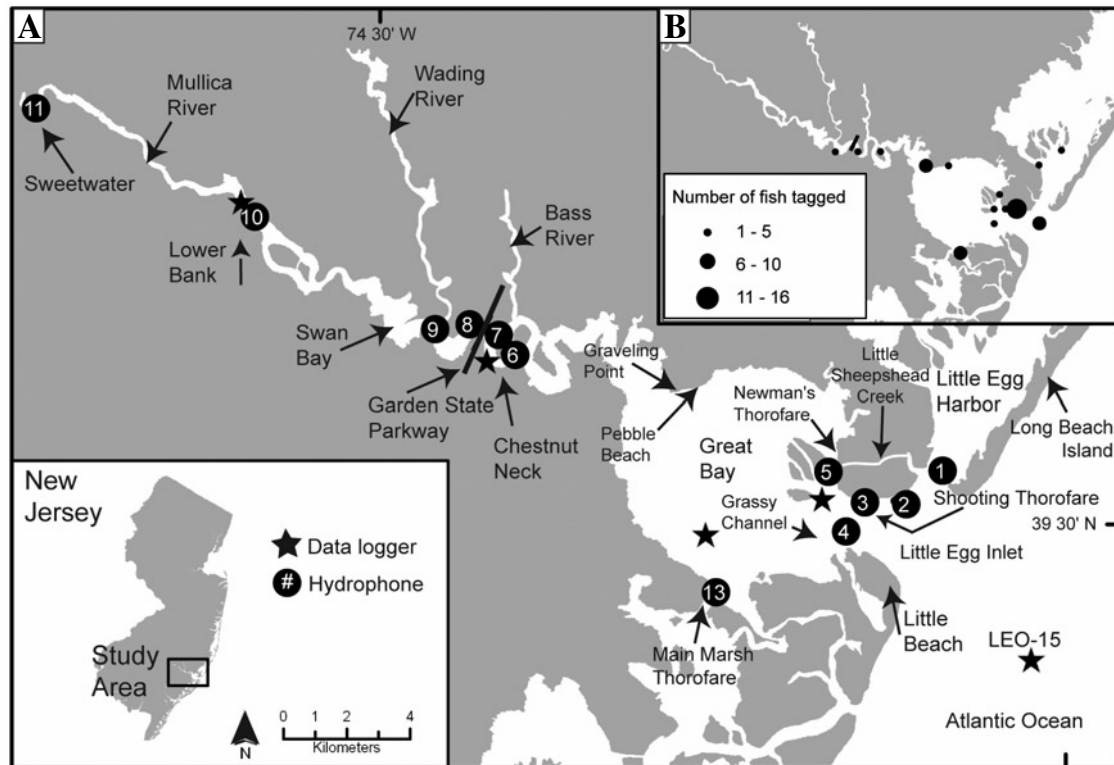 A
74 30' W
B
Mullica
River
Wading
River
11
Sweetwater
10
Lower
Bank
Bass
River
Swan
Bay
9
8
7
6
Garden State
Parkway
Chestnut
Neck
Number of fish tagged
1 - 5
6 - 10
11 - 16
Graveling
Point
Pebble
Beach
Newman's
Thorofare
Little
Sheepshead
Creek
Little Egg
Harbor
Long Beach
Island
Great
Bay
Grassy
Channel
5
1
3
2
4
Shooting Thorofare
39 30' N
Little Egg Inlet
13
Main Marsh
Thorofare
Little
Beach
LEO-15
Atlantic Ocean
New
Jersey
Data logger
# Hydrophone
Study
Area
N
0 1 2 4
Kilometers